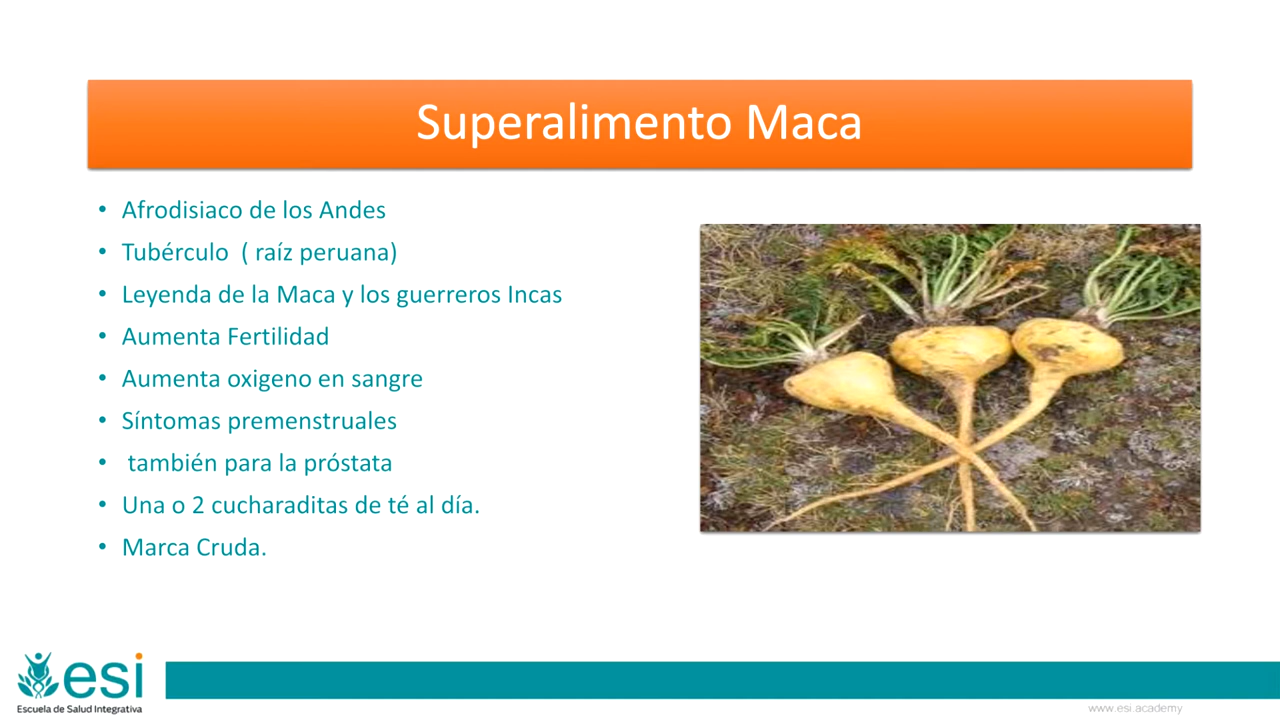 Superalimento Maca
• Afrodisiaco de los Andes
• Tubérculo ( raíz peruana)
• Leyenda de la Maca y los guerreros Incas
• Aumenta Fertilidad
• Aumenta oxigeno en sangre
• Síntomas premenstruales
• también para la próstata
• Una o 2 cucharaditas de té al día.
• Marca Cruda.
esi
Escuela de Salud Integrativa
www.esi.academy